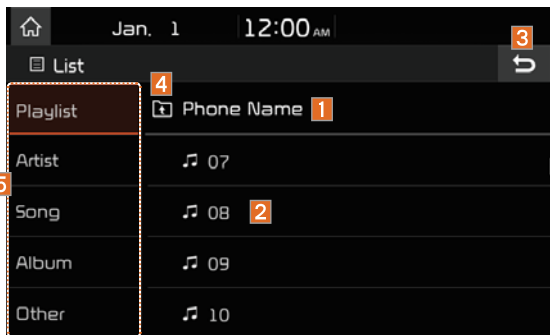 Jan. 1 12:00 AM
3
List
4
Playlist Phone Name 1
Artist 07
5
Song 08 2
Album 09
Other 10